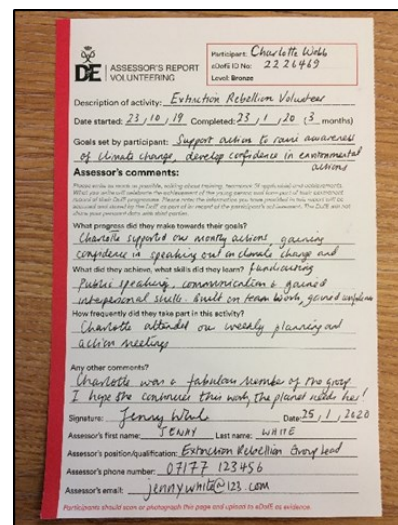 DofE
ASSESSOR'S REPORT
VOLUNTEERING
Participant: Charlotte Webb
eDofE ID No: 2226469
Level: Bronze
Description of activity: Extinction Rebellion Volunteer
Date started: 23/10/19 Completed: 23/1/20 (3 months)
Goals set by participant: Support action to raise awareness
of climate change, develop confidence in environmental
actions
Assessor's comments:
What progress did they make towards their goals?
Charlotte supported our monthly actions, gaining
confidence in speaking out on climate change and
What did they achieve, what skills did they learn? fundraising
Public speaking, communication & gained
interpersonal skills. Built on team work, gained confidence
How frequently did they take part in this activity?
Charlotte attended our weekly planning and
action meetings
Any other comments?
Charlotte was a fabulous member of the group
I hope she continues this work, the planet needs her!
Signature: Jenny White Date: 25/1/2020
Assessor's first name: JENNY Last name: WHITE
Assessor's position/qualification: Extinction Rebellion Group Lead
Assessor's phone number: 07177 123456
Assessor's email: jennywhite@123.com
Participants should scan or photograph this page and upload to eDofE as evidence.